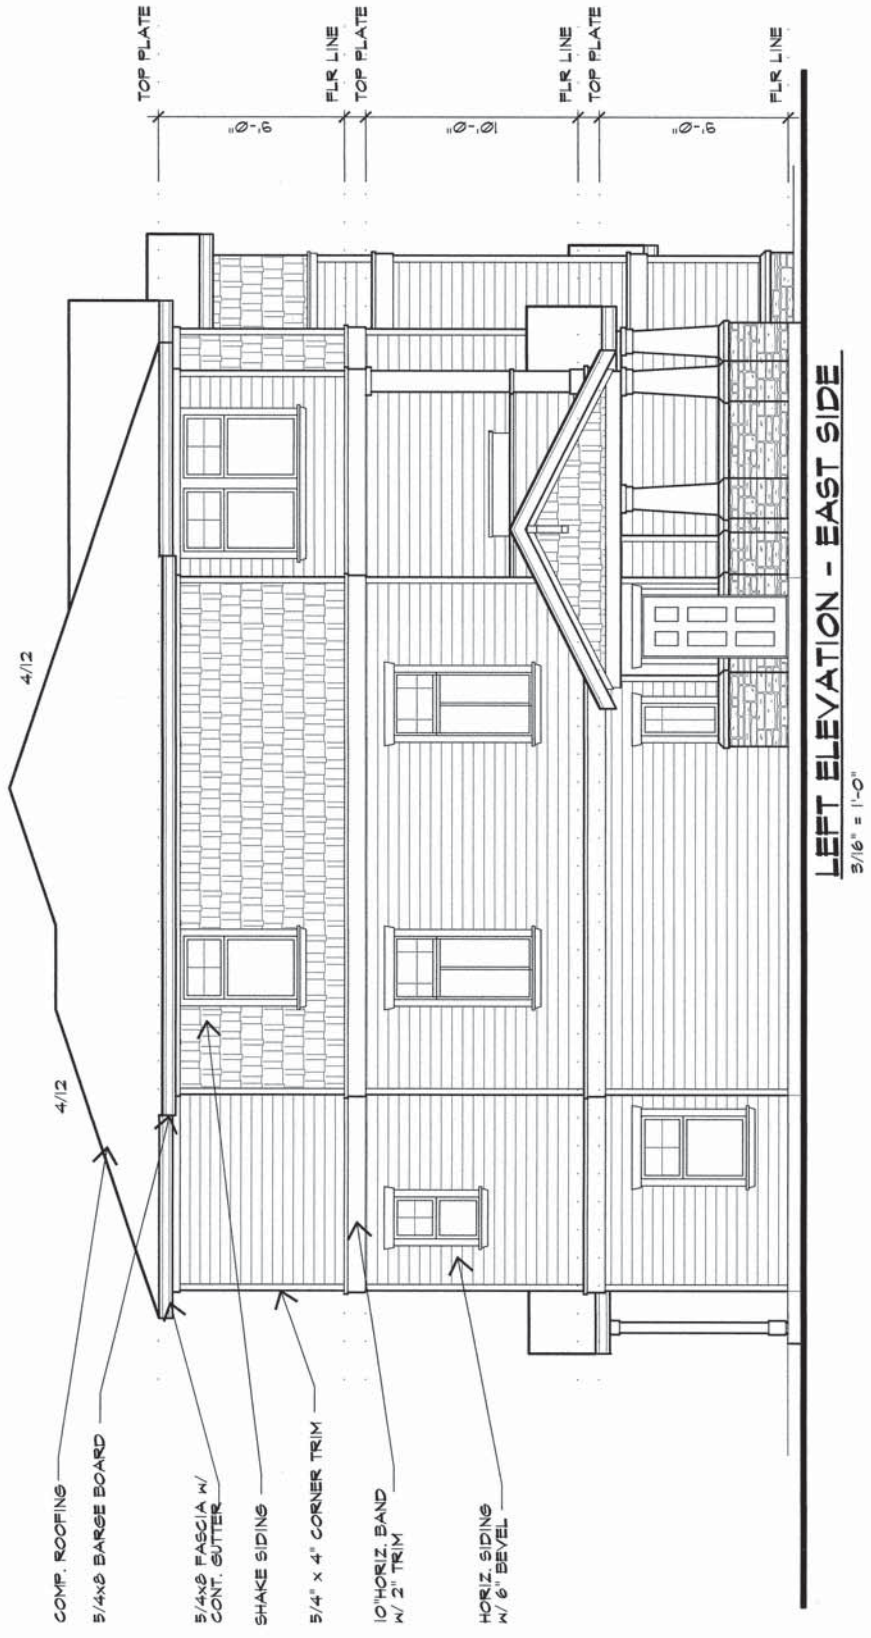 COMP. ROOFING
5/4x8 BARGE BOARD
5/4x8 FASCIA W/
CONT. GUTTER
SHAKE SIDING
5/4" x 4" CORNER TRIM
10" HORIZ. BAND
W/ 2" TRIM
HORIZ. SIDING
W/ 6" BEVEL
4/12
4/12
TOP PLATE
9'-0"
FLR LINE
TOP PLATE
10'-0"
FLR LINE
TOP PLATE
9'-0"
FLR LINE
LEFT ELEVATION - EAST SIDE
3/16" = 1'-0"